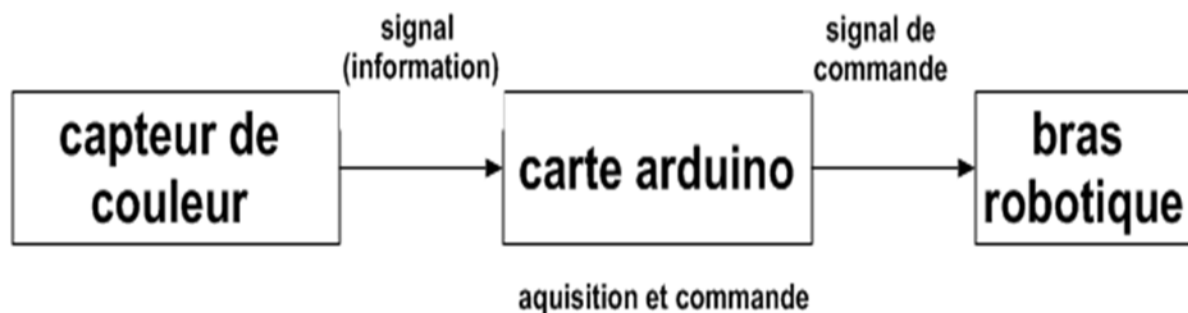 signal
(information)
signal de
commande
capteur de
couleur
carte arduino
bras
robotique
aquisition et commande